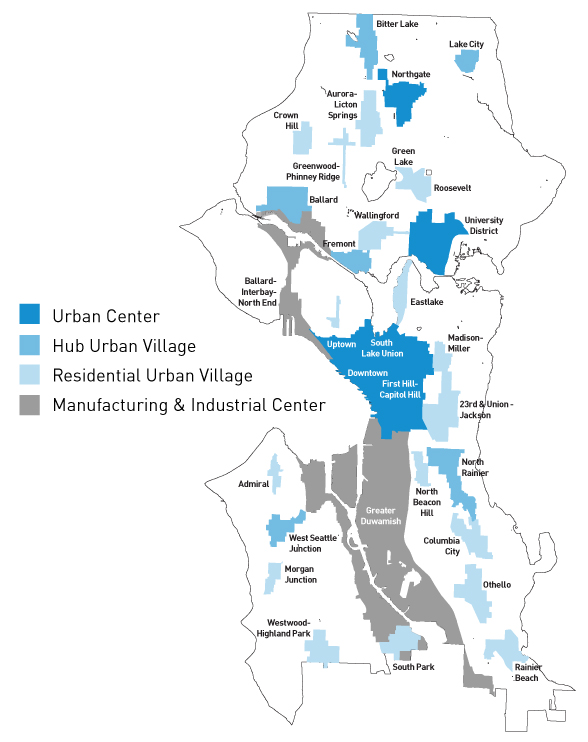 Bitter Lake
Lake City
Northgate
Aurora-
Licton
Springs
Crown
Hill
Green
Lake
Greenwood-
Phinney Ridge
Roosevelt
Ballard
Wallingford
University
District
Fremont
Ballard-
Interbay-
North End
Eastlake
Urban Center
Hub Urban Village
Residential Urban Village
Manufacturing & Industrial Center
Uptown
South
Lake Union
Madison-
Miller
Downtown
First Hill-
Capitol Hill
23rd & Union -
Jackson
Admiral
North
Rainier
North
Beacon
Hill
Greater
Duwamish
West Seattle
Junction
Columbia
City
Morgan
Junction
Othello
Westwood-
Highland Park
South Park
Rainier
Beach